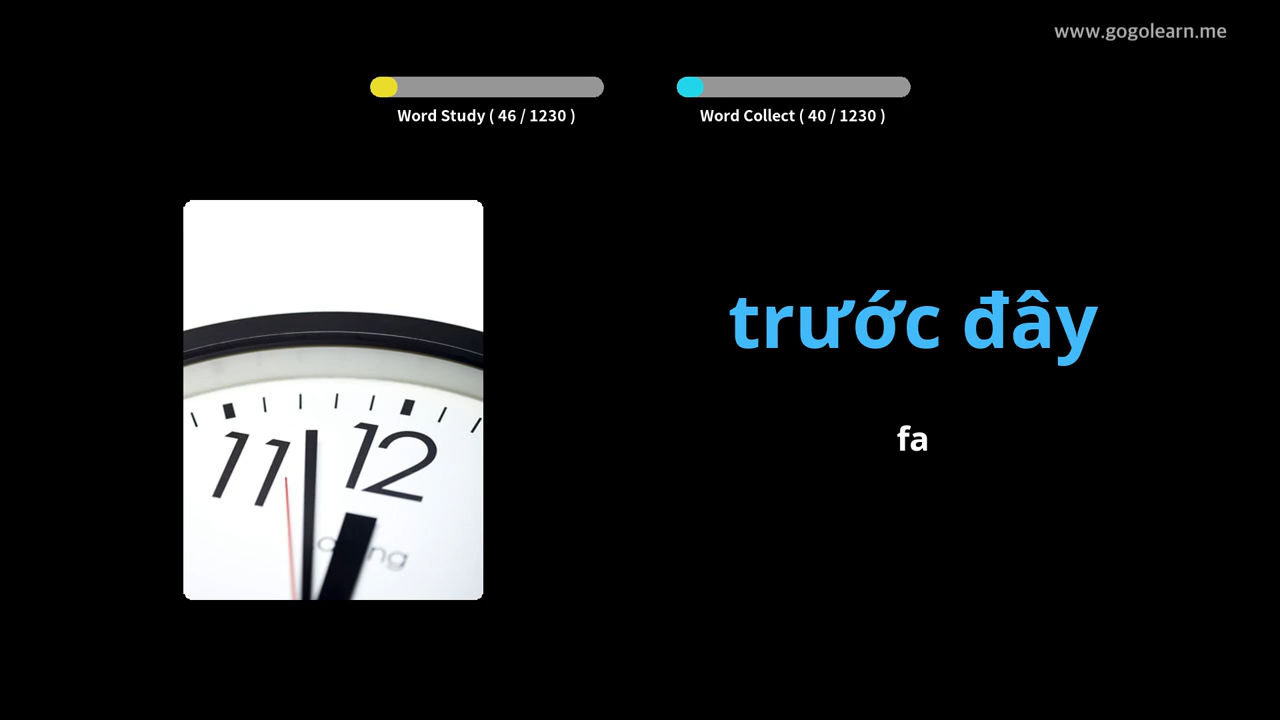 www.gogolearn.me
Word Study ( 46 / 1230 )
Word Collect ( 40 / 1230 )
trước đây
fa
11 12